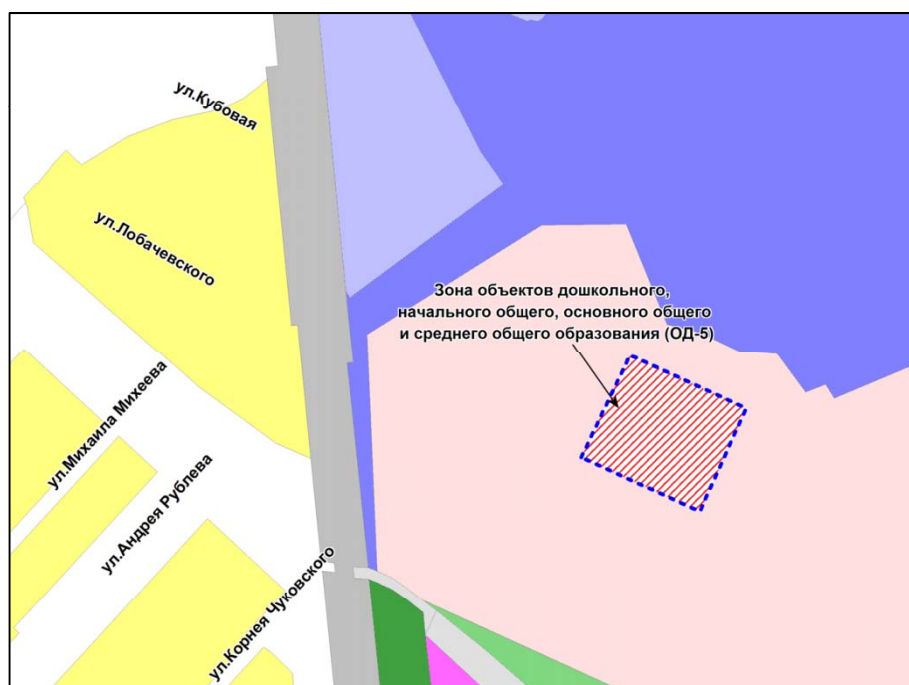 ул.Кубовая
ул.Лобачевского
Зона объектов дошкольного,
начального общего, основного общего
и среднего общего образования (ОД-5)
ул.Михаила Михеева
ул.Андрея Рублева
ул.Корнея Чуковского